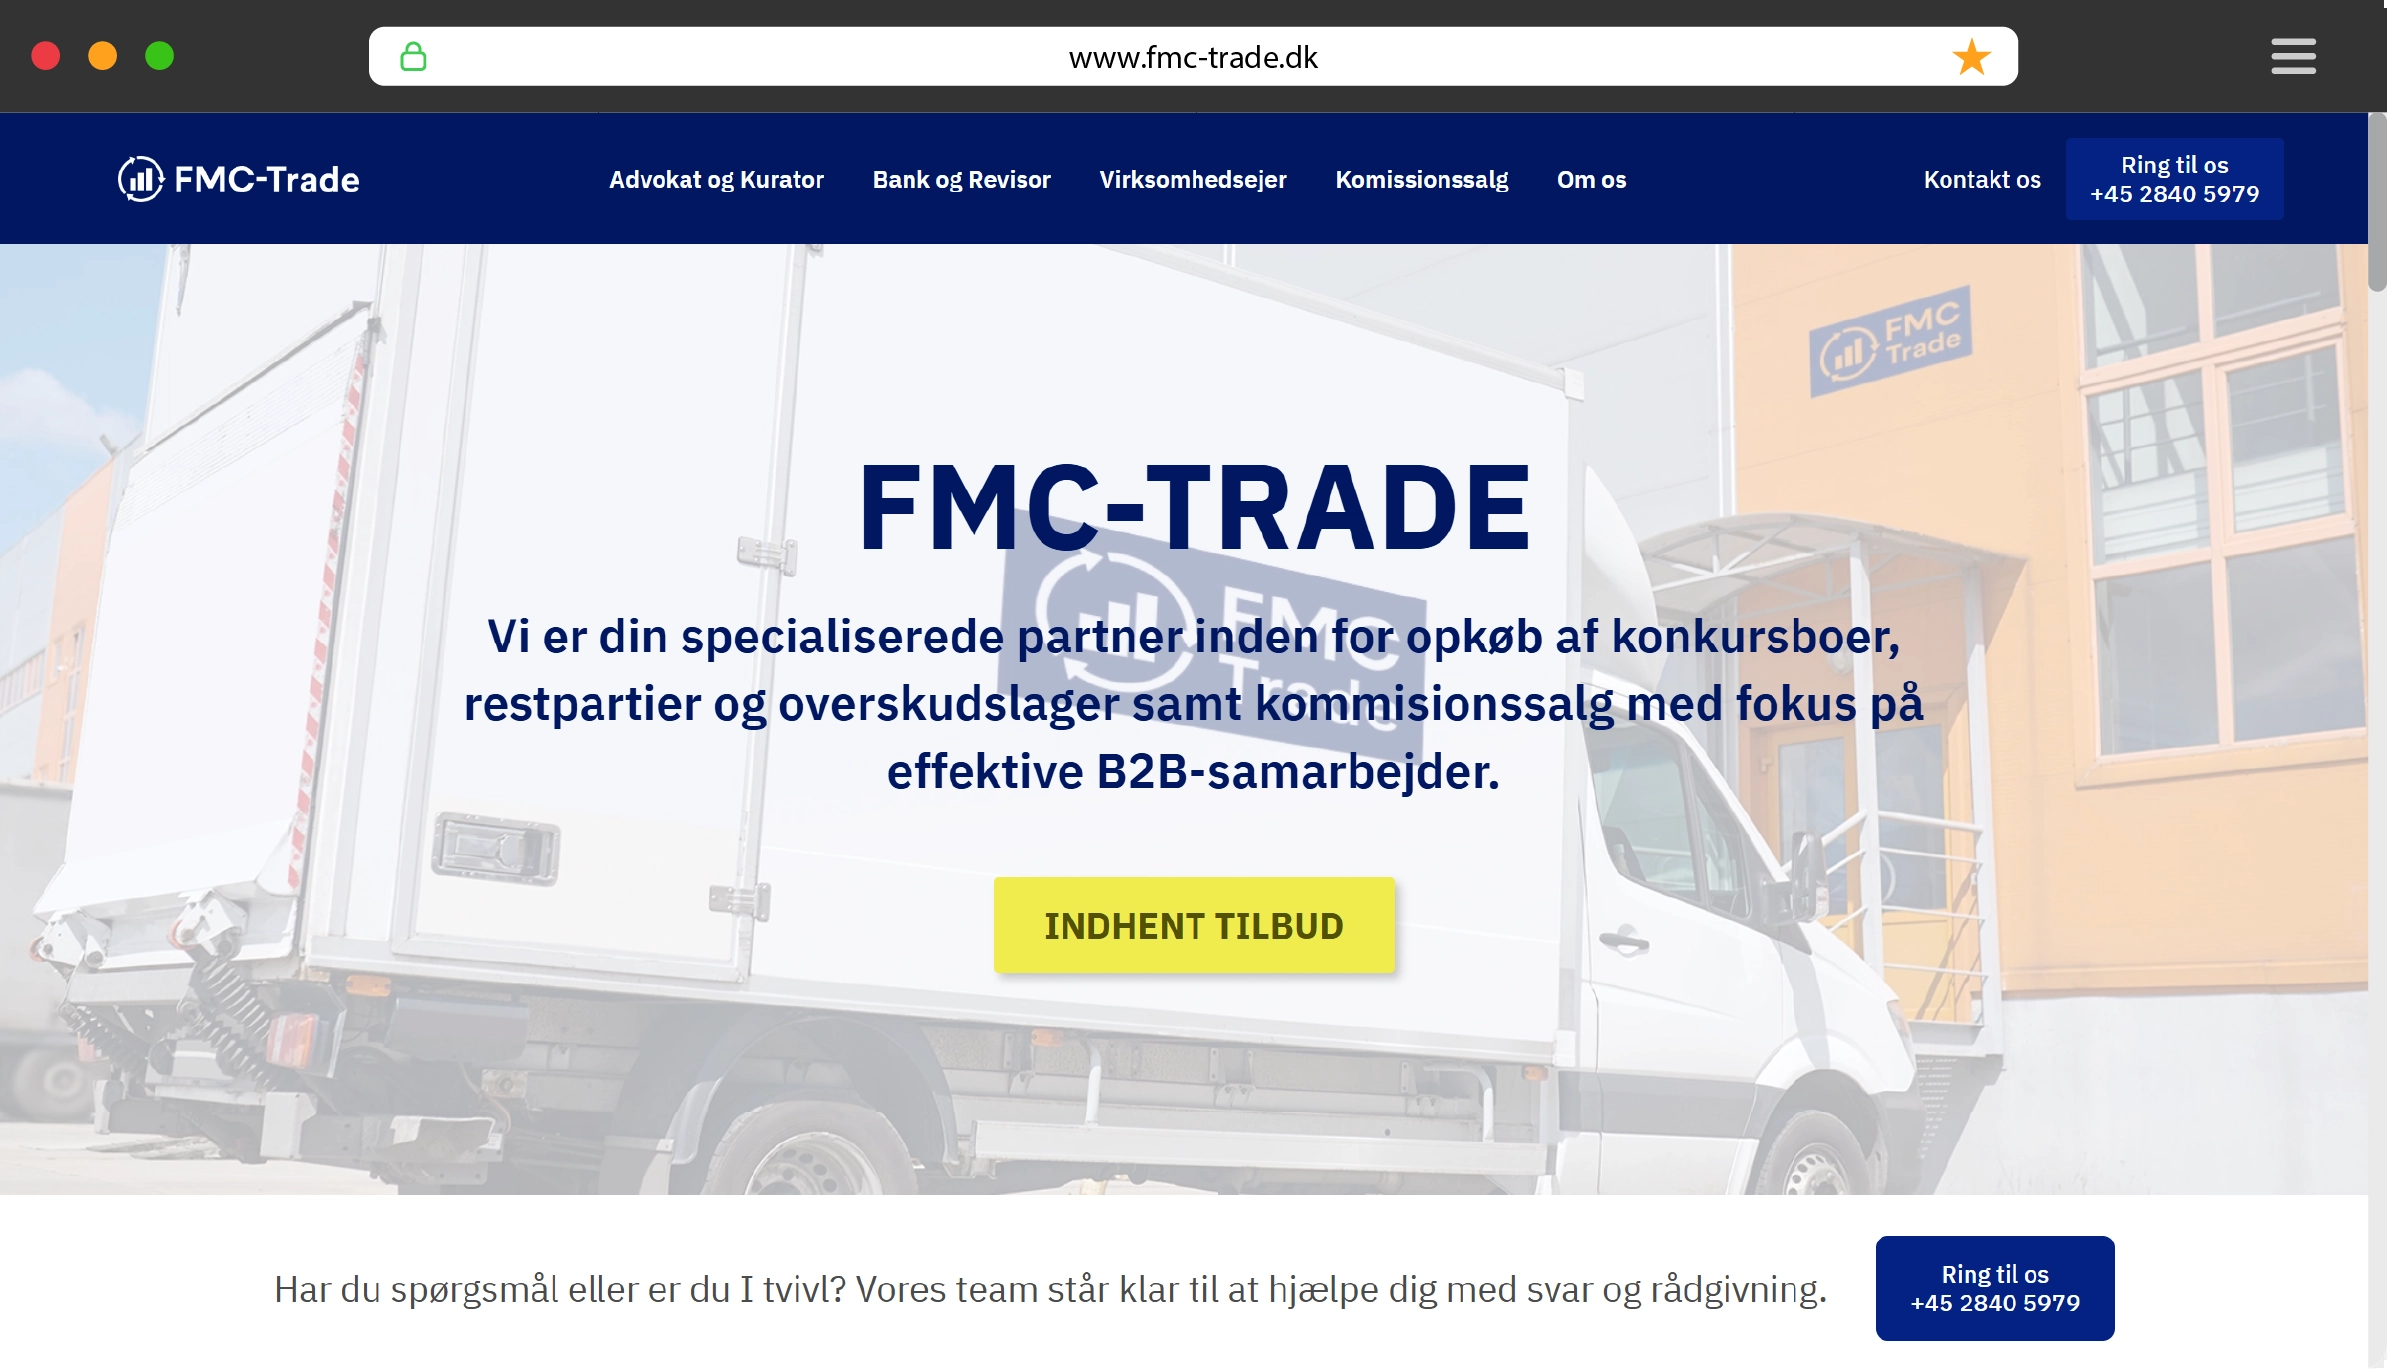 www.fmc-trade.dk
FMC-Trade
Advokat og Kurator
Bank og Revisor
Virksomhedsejer
Komissionssalg
Om os
Kontakt os
Ring til os
+45 2840 5979
FMC
Trade
FMC-TRADE
FMC
Trade
Vi er din specialiserede partner inden for opkøb af konkursboer,
restpartier og overskudslager samt kommisionssalg med fokus på
effektive B2B-samarbejder.
INDHENT TILBUD
Har du spørgsmål eller er du I tvivl? Vores team står klar til at hjælpe dig med svar og rådgivning.
Ring til os
+45 2840 5979